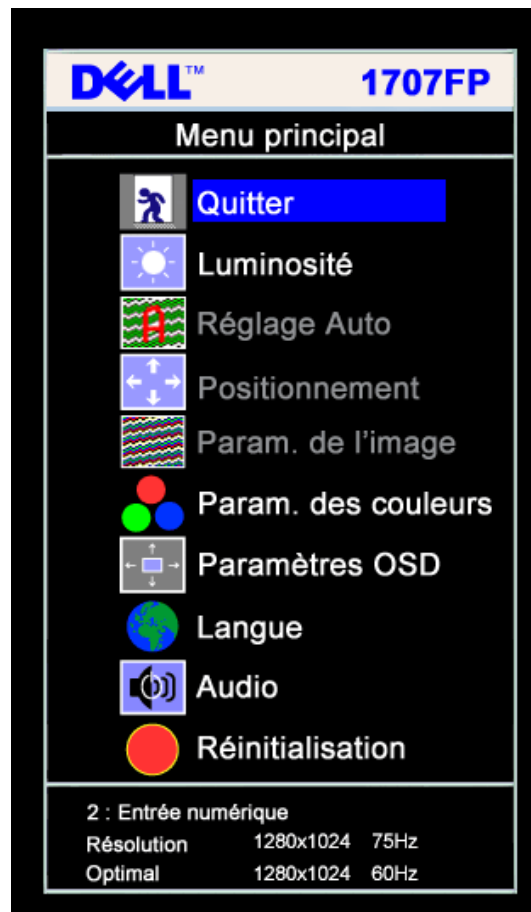 DELL™ 1707FP
Menu principal
Quitter
Luminosité
Réglage Auto
Positionnement
Param. de l’image
Param. des couleurs
Paramètres OSD
Langue
Audio
Réinitialisation
2 : Entrée numérique
Résolution 1280x1024 75Hz
Optimal 1280x1024 60Hz